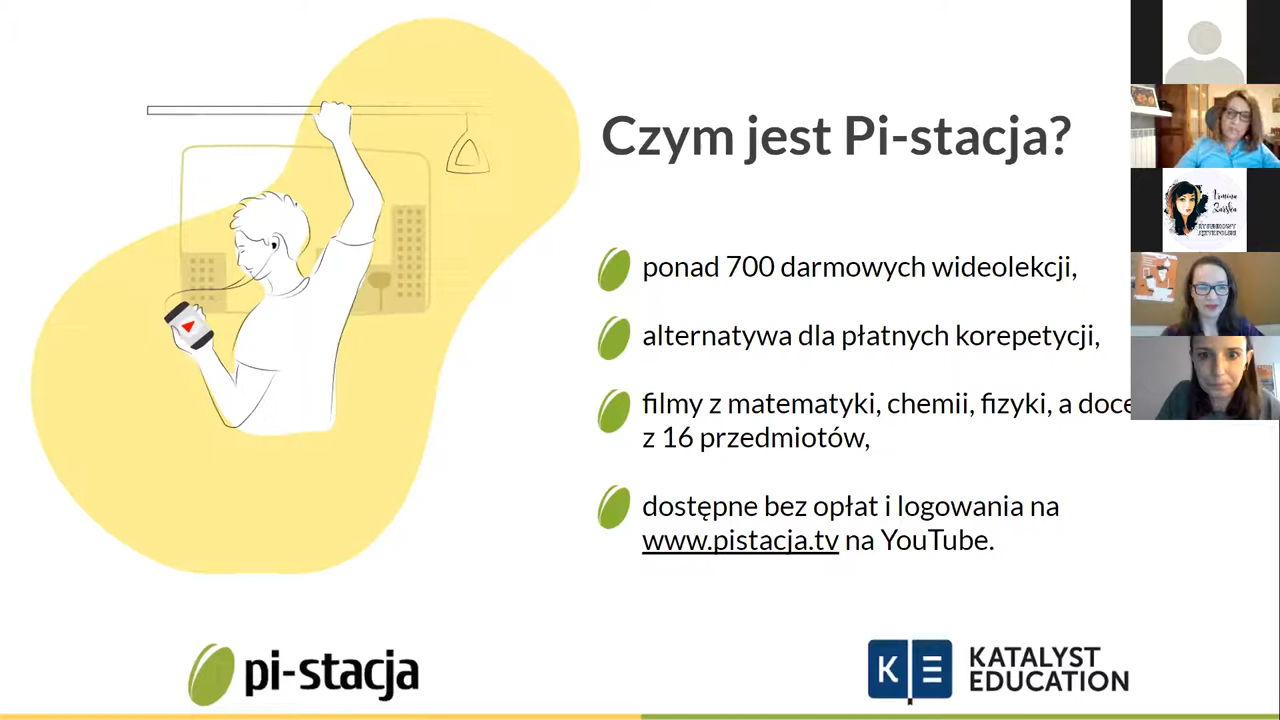 Czym jest Pi-stacja?
ponad 700 darmowych wideolekcji,
alternatywa dla płatnych korepetycji,
filmy z matematyki, chemii, fizyki, a doce
z 16 przedmiotów,
dostępne bez opłat i logowania na
www.pistacja.tv na YouTube.
pi-stacja
KE
KATALYST
EDUCATION